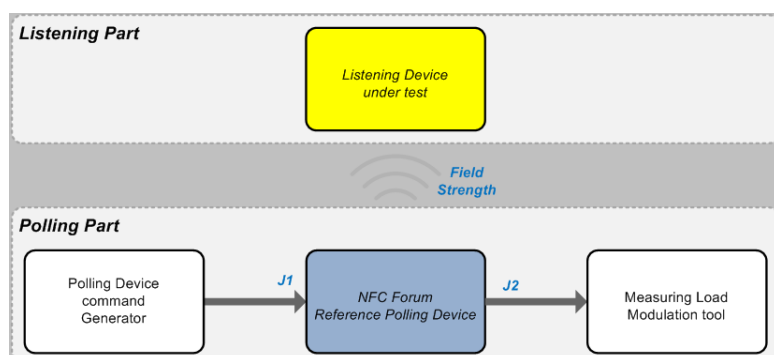 Listening Part
Listening Device
under test
Field
Strength
Polling Part
Polling Device
command
Generator
J1
NFC Forum
Reference Polling Device
J2
Measuring Load
Modulation tool